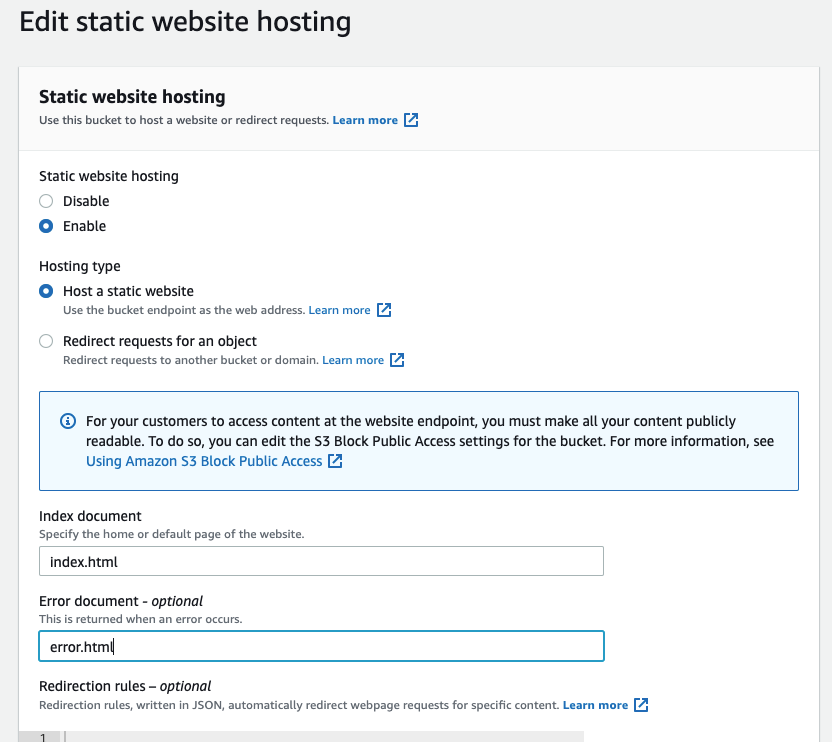 Edit static website hosting
Static website hosting
Use this bucket to host a website or redirect requests. Learn more
Static website hosting
Disable
Enable
Hosting type
Host a static website
Use the bucket endpoint as the web address. Learn more
Redirect requests for an object
Redirect requests to another bucket or domain. Learn more
For your customers to access content at the website endpoint, you must make all your content publicly
readable. To do so, you can edit the S3 Block Public Access settings for the bucket. For more information, see
Using Amazon S3 Block Public Access
Index document
Specify the home or default page of the website.
index.html
Error document - optional
This is returned when an error occurs.
error.html
Redirection rules – optional
Redirection rules, written in JSON, automatically redirect webpage requests for specific content. Learn more
1